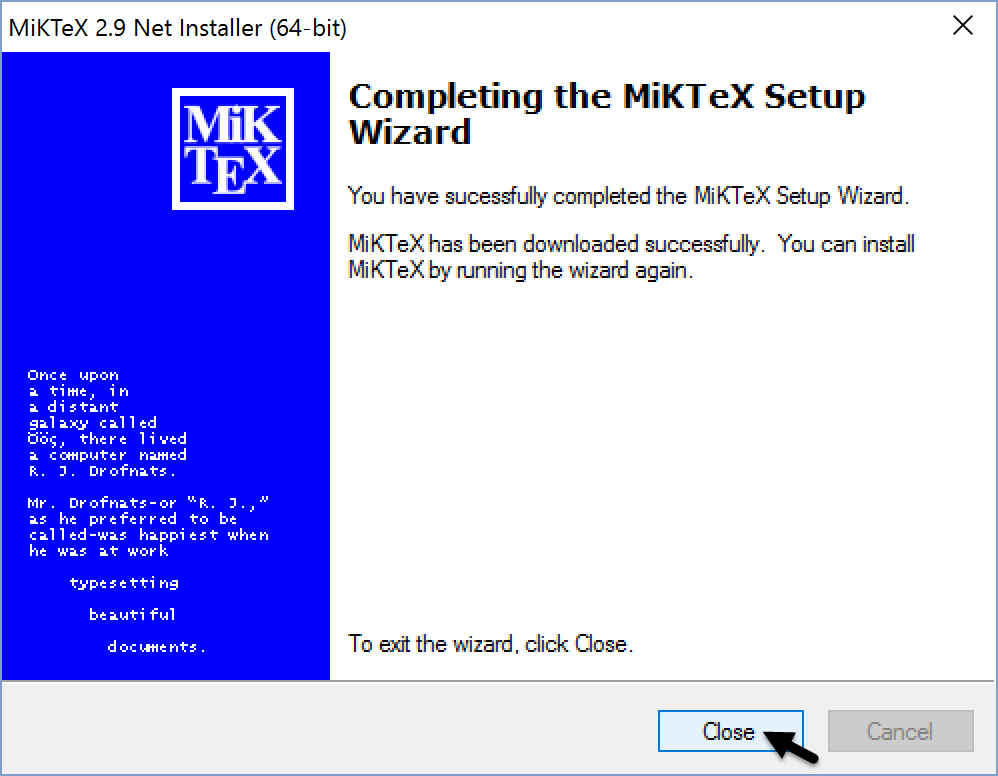 MiKTeX 2.9 Net Installer (64-bit)
MiK
TEX
Completing the MiKTeX Setup
Wizard
You have sucessfully completed the MiKTeX Setup Wizard.
MiKTeX has been downloaded successfully.  You can install
MiKTeX by running the wizard again.
Once upon
a time, in
a distant
galaxy called
Ööç, there lived
a computer named
R. J. Drofnats.
Mr. Drofnats-or “R. J.,”
as he preferred to be
called-was happiest when
he was at work
typesetting
beautiful
documents.
To exit the wizard, click Close.
Close
Cancel